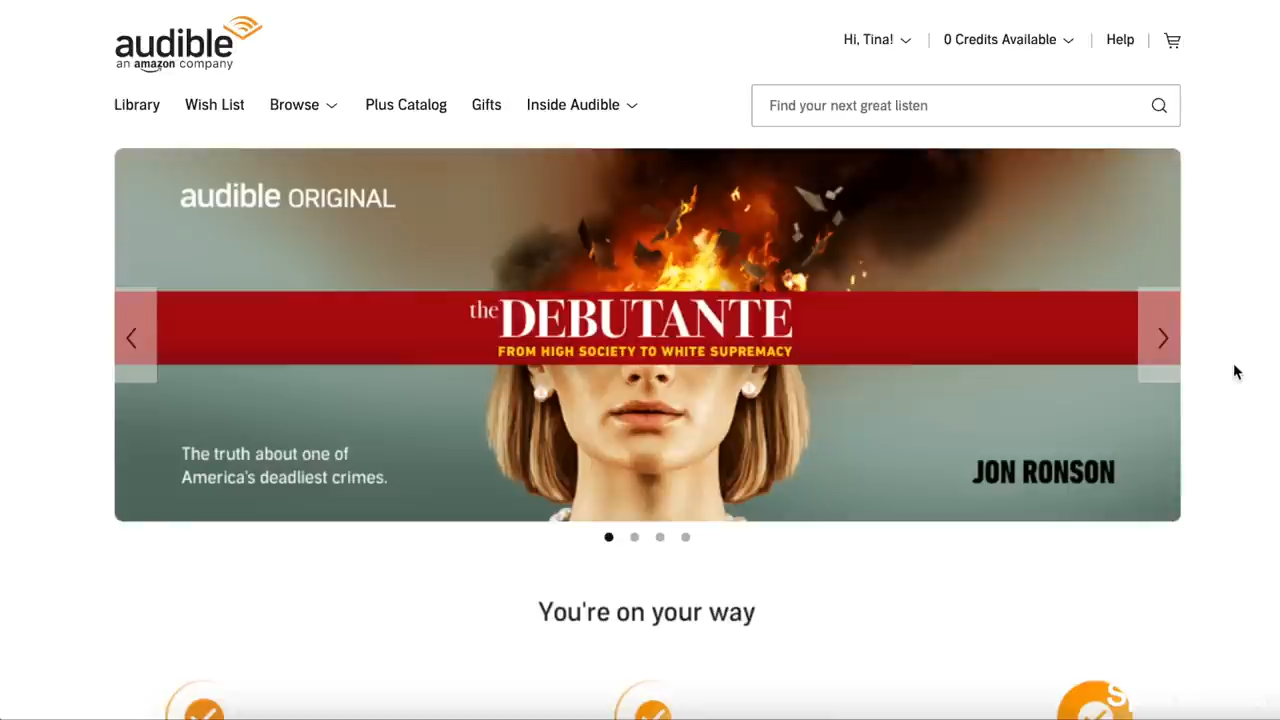 audible
an amazon company
Hi, Tina!
0 Credits Available
Help
Library
Wish List
Browse
Plus Catalog
Gifts
Inside Audible
Find your next great listen
audible ORIGINAL
the DEBUTANTE
FROM HIGH SOCIETY TO WHITE SUPREMACY
The truth about one of
America's deadliest crimes.
JON RONSON
You're on your way